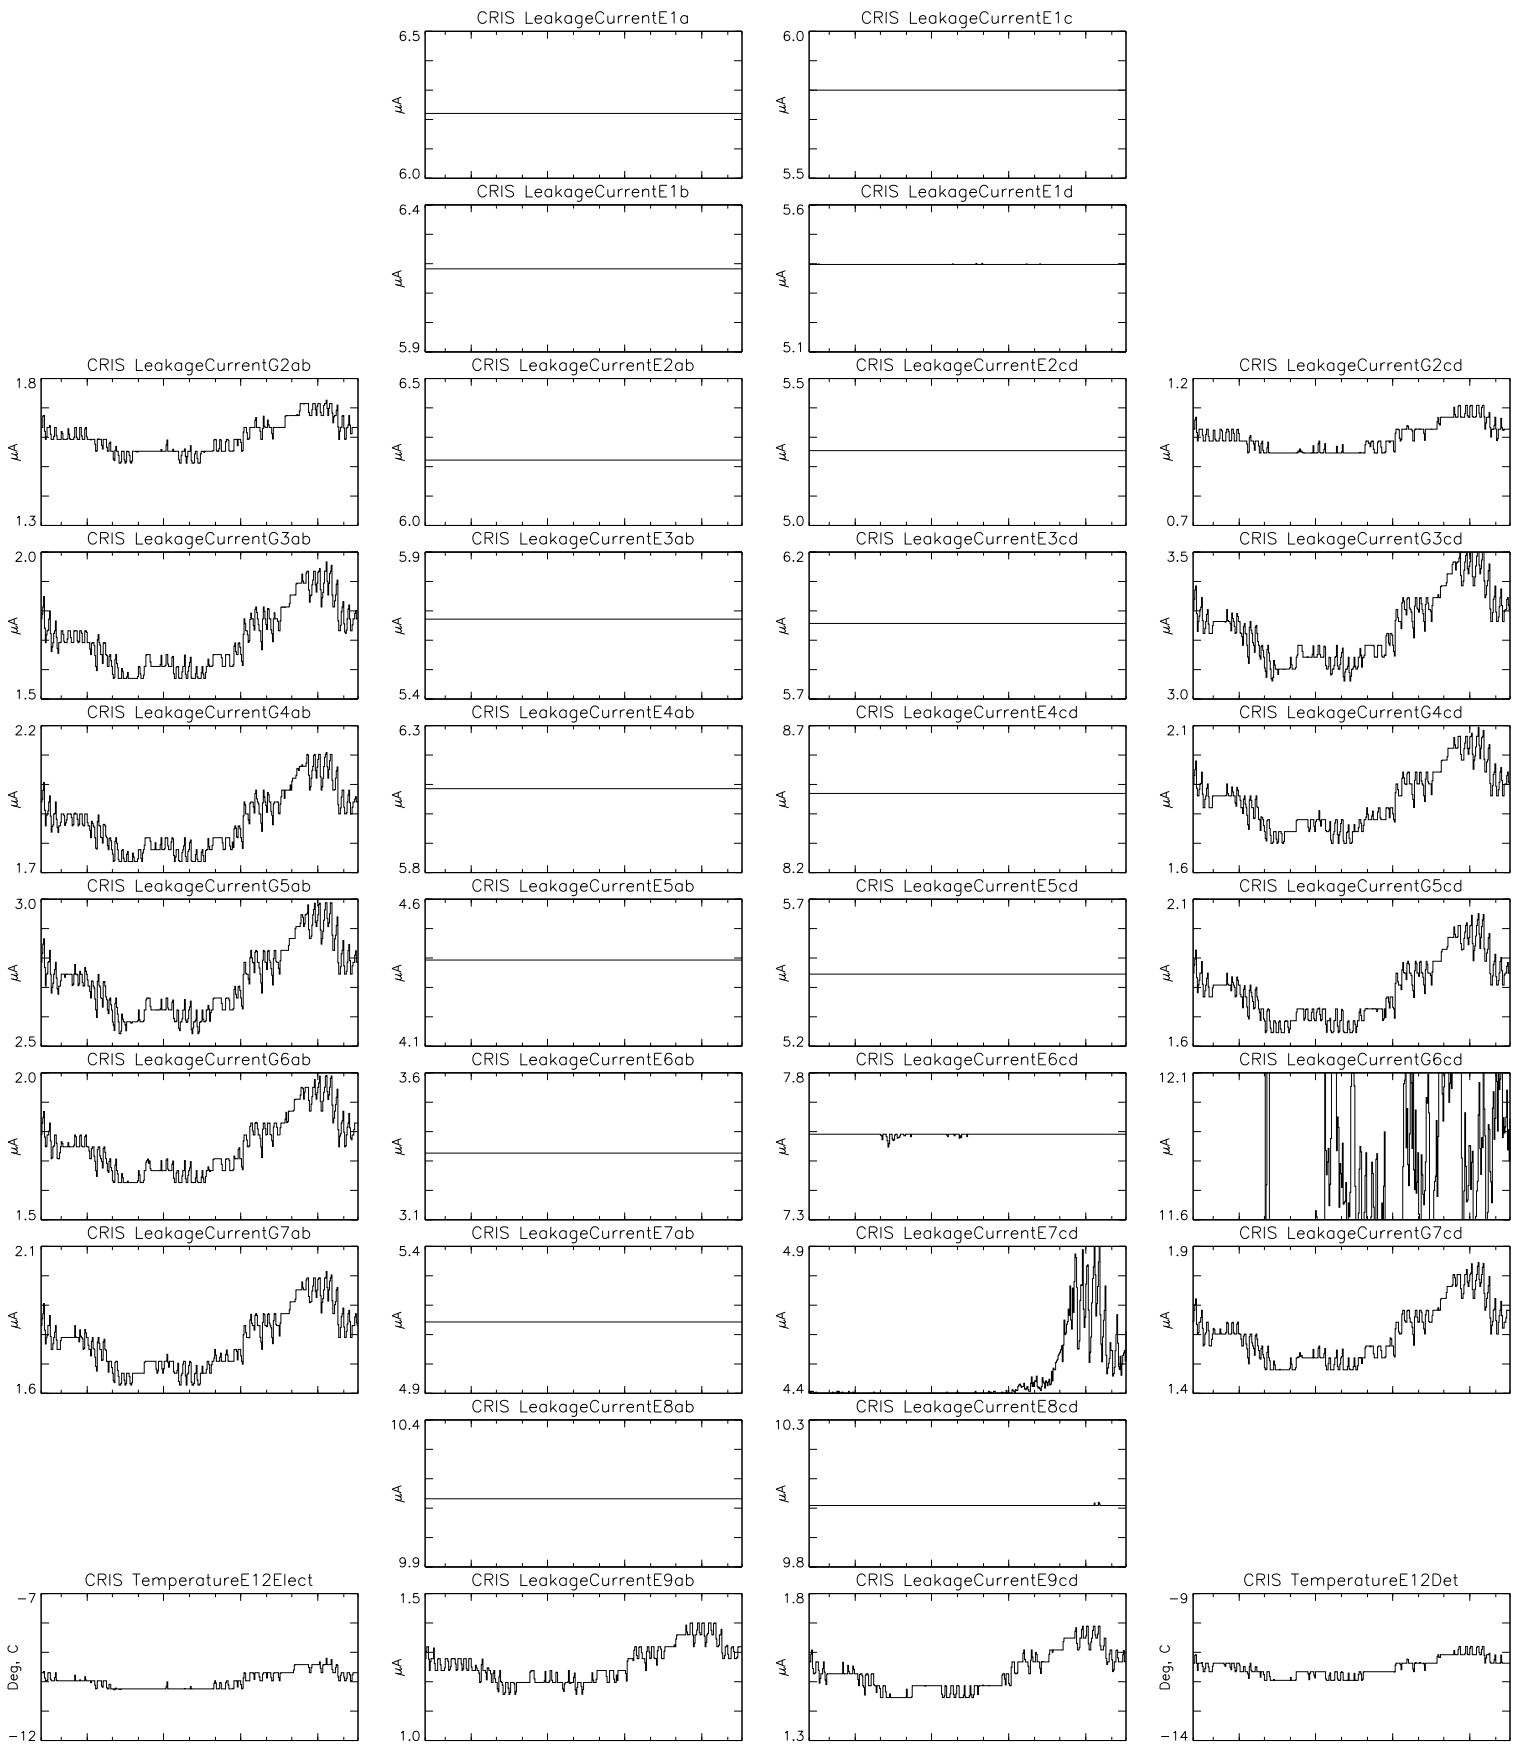 CRIS LeakageCurrentE1a
CRIS LeakageCurrentE1c
6.5
μA
6.0
6.0
μA
5.5
CRIS LeakageCurrentE1b
CRIS LeakageCurrentE1d
6.4
μA
5.9
5.6
μA
5.1
CRIS LeakageCurrentG2ab
CRIS LeakageCurrentE2ab
CRIS LeakageCurrentE2cd
CRIS LeakageCurrentG2cd
1.8
μA
1.3
6.5
μA
6.0
5.5
μA
5.0
1.2
μA
0.7
CRIS LeakageCurrentG3ab
CRIS LeakageCurrentE3ab
CRIS LeakageCurrentE3cd
CRIS LeakageCurrentG3cd
2.0
μA
1.5
5.9
μA
5.4
6.2
μA
5.7
3.5
μA
3.0
CRIS LeakageCurrentG4ab
CRIS LeakageCurrentE4ab
CRIS LeakageCurrentE4cd
CRIS LeakageCurrentG4cd
2.2
μA
1.7
6.3
μA
5.8
8.7
μA
8.2
2.1
μA
1.6
CRIS LeakageCurrentG5ab
CRIS LeakageCurrentE5ab
CRIS LeakageCurrentE5cd
CRIS LeakageCurrentG5cd
3.0
μA
2.5
4.6
μA
4.1
5.7
μA
5.2
2.1
μA
1.6
CRIS LeakageCurrentG6ab
CRIS LeakageCurrentE6ab
CRIS LeakageCurrentE6cd
CRIS LeakageCurrentG6cd
2.0
μA
1.5
3.6
μA
3.1
7.8
μA
7.3
12.1
μA
11.6
CRIS LeakageCurrentG7ab
CRIS LeakageCurrentE7ab
CRIS LeakageCurrentE7cd
CRIS LeakageCurrentG7cd
2.1
μA
1.6
5.4
μA
4.9
4.9
μA
4.4
1.9
μA
1.4
CRIS LeakageCurrentE8ab
CRIS LeakageCurrentE8cd
10.4
μA
9.9
10.3
μA
9.8
CRIS TemperatureE12Elect
CRIS LeakageCurrentE9ab
CRIS LeakageCurrentE9cd
CRIS TemperatureE12Det
-7
Deg, C
-12
1.5
μA
1.0
1.8
μA
1.3
-9
Deg, C
-14